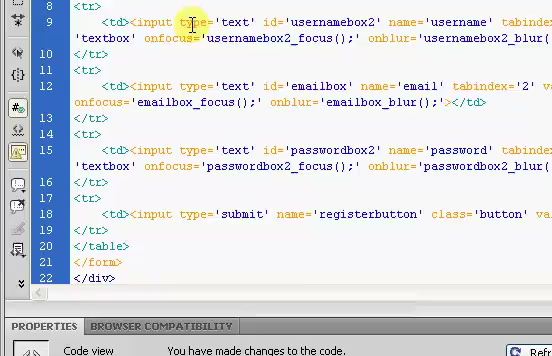 8 <tr>
9 <td><input type='text' id='usernamebox2' name='username'
'textbox' onfocus='usernamebox2_focus();' onblur='usernamebox2_blur(
10 </tr>
11 <tr>
12 <td><input type='text' id='emailbox' name='email' tabindex='2'
onfocus='emailbox_focus();' onblur='emailbox_blur();'></td>
13 </tr>
14 <tr>
15 <td><input type='text' id='passwordbox2' name='password'
'textbox' onfocus='passwordbox2_focus();' onblur='passwordbox2_blur(
16 </tr>
17 <tr>
18 <td><input type='submit' name='registerbutton' class='button'
19 </tr>
20 </table>
21 </form>
22 </div>
PROPERTIES BROWSER COMPATIBILITY
Code view You have made changes to the code.